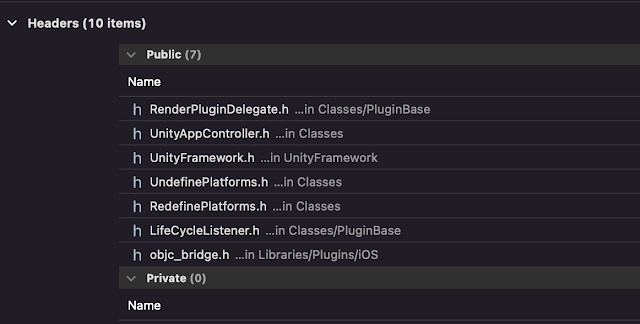 Headers (10 items)
Public (7)
Name
h RenderPluginDelegate.h ...in Classes/PluginBase
h UnityAppController.h ...in Classes
h UnityFramework.h ...in UnityFramework
h UndefinePlatforms.h ...in Classes
h RedefinePlatforms.h ...in Classes
h LifeCycleListener.h ...in Classes/PluginBase
h objc_bridge.h ...in Libraries/Plugins/iOS
Private (0)
Name